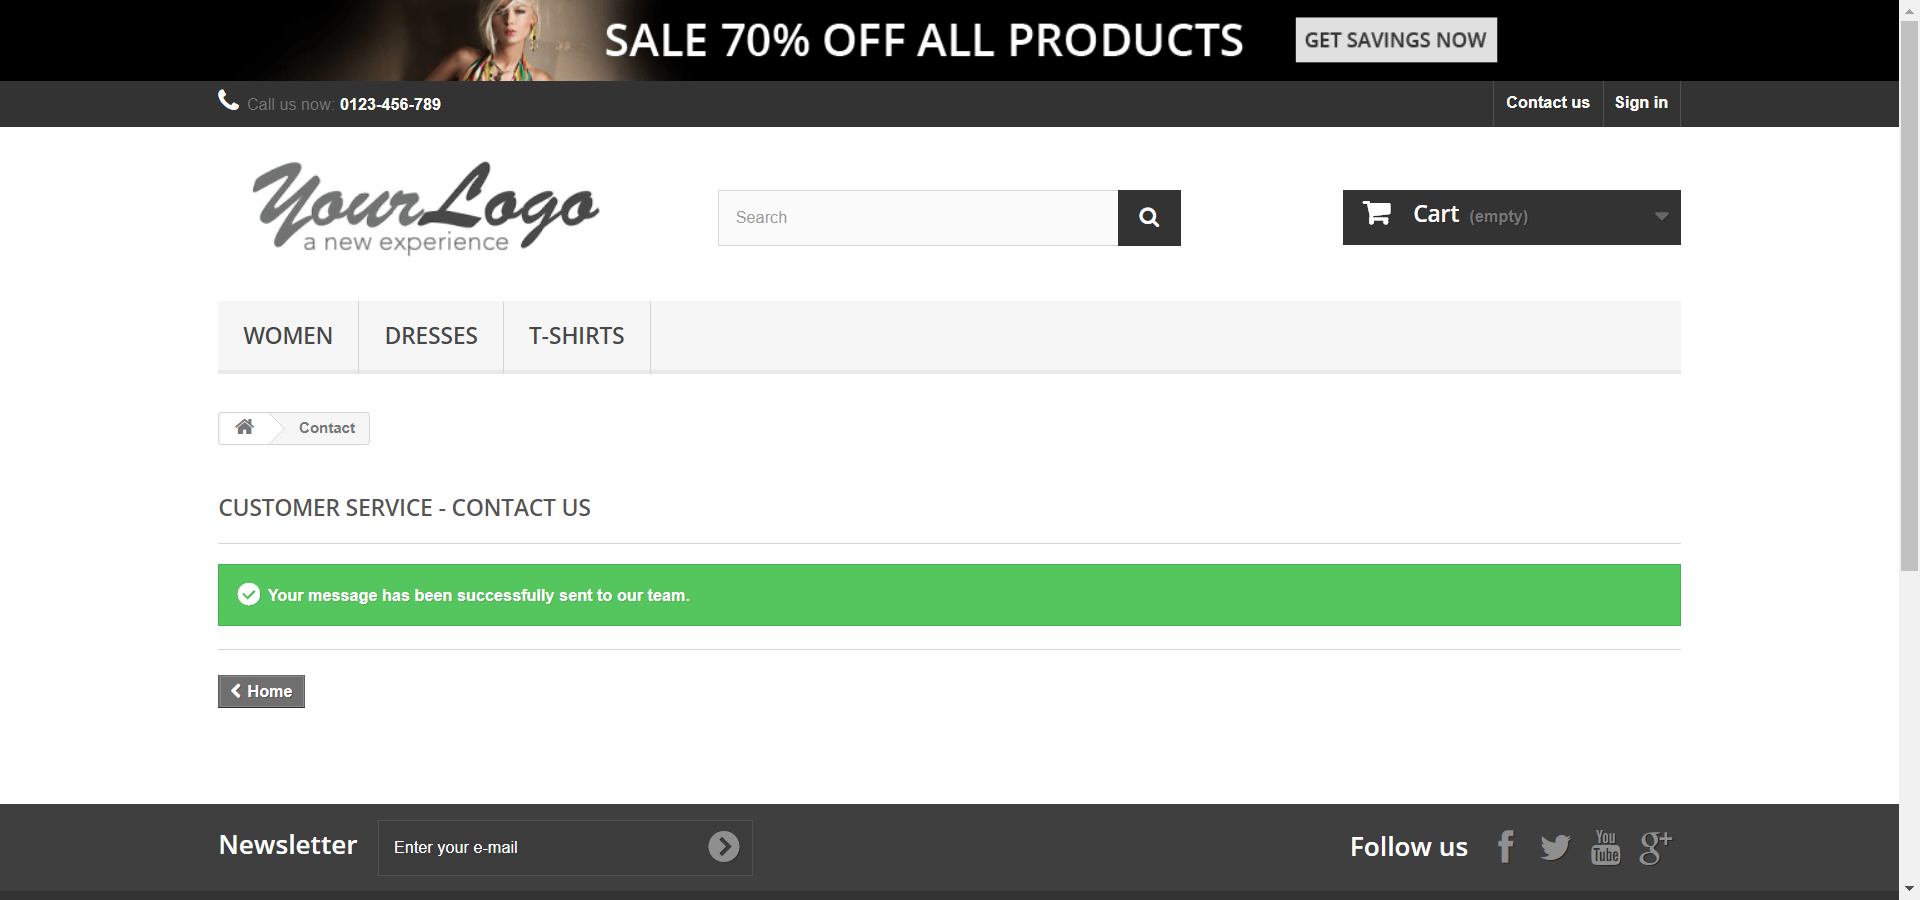 SALE 70% OFF ALL PRODUCTS
GET SAVINGS NOW
Call us now: 0123-456-789
Contact us
Sign in
YourLogo
a new experience
Search
Cart (empty)
WOMEN
DRESSES
T-SHIRTS
Contact
CUSTOMER SERVICE - CONTACT US
Your message has been successfully sent to our team.
Home
Newsletter
Enter your e-mail
Follow us
You
Tube
g+